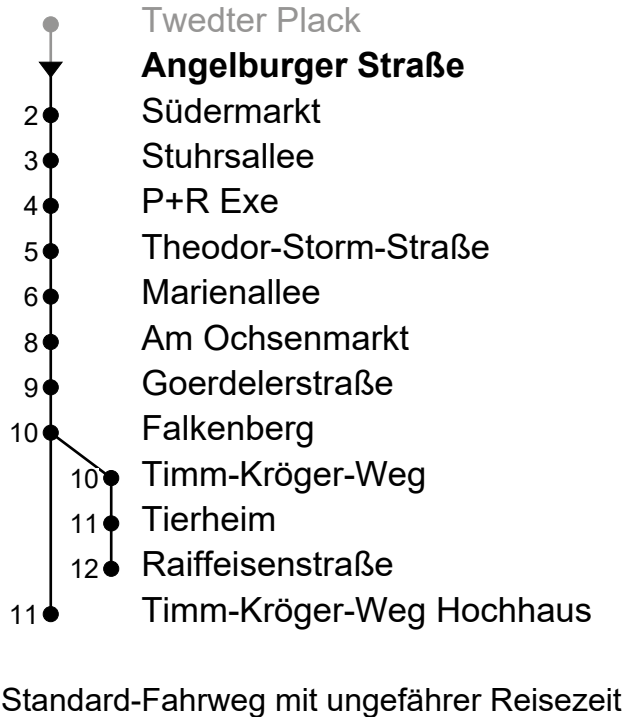 Twedter Plack
Angelburger Straße
2 Südermarkt
3 Stuhrsallee
4 P+R Exe
5 Theodor-Storm-Straße
6 Marienallee
8 Am Ochsenmarkt
9 Goerdelerstraße
10 Falkenberg
10 Timm-Kröger-Weg
11 Tierheim
12 Raiffeisenstraße
11 Timm-Kröger-Weg Hochhaus
Standard-Fahrweg mit ungefährer Reisezeit